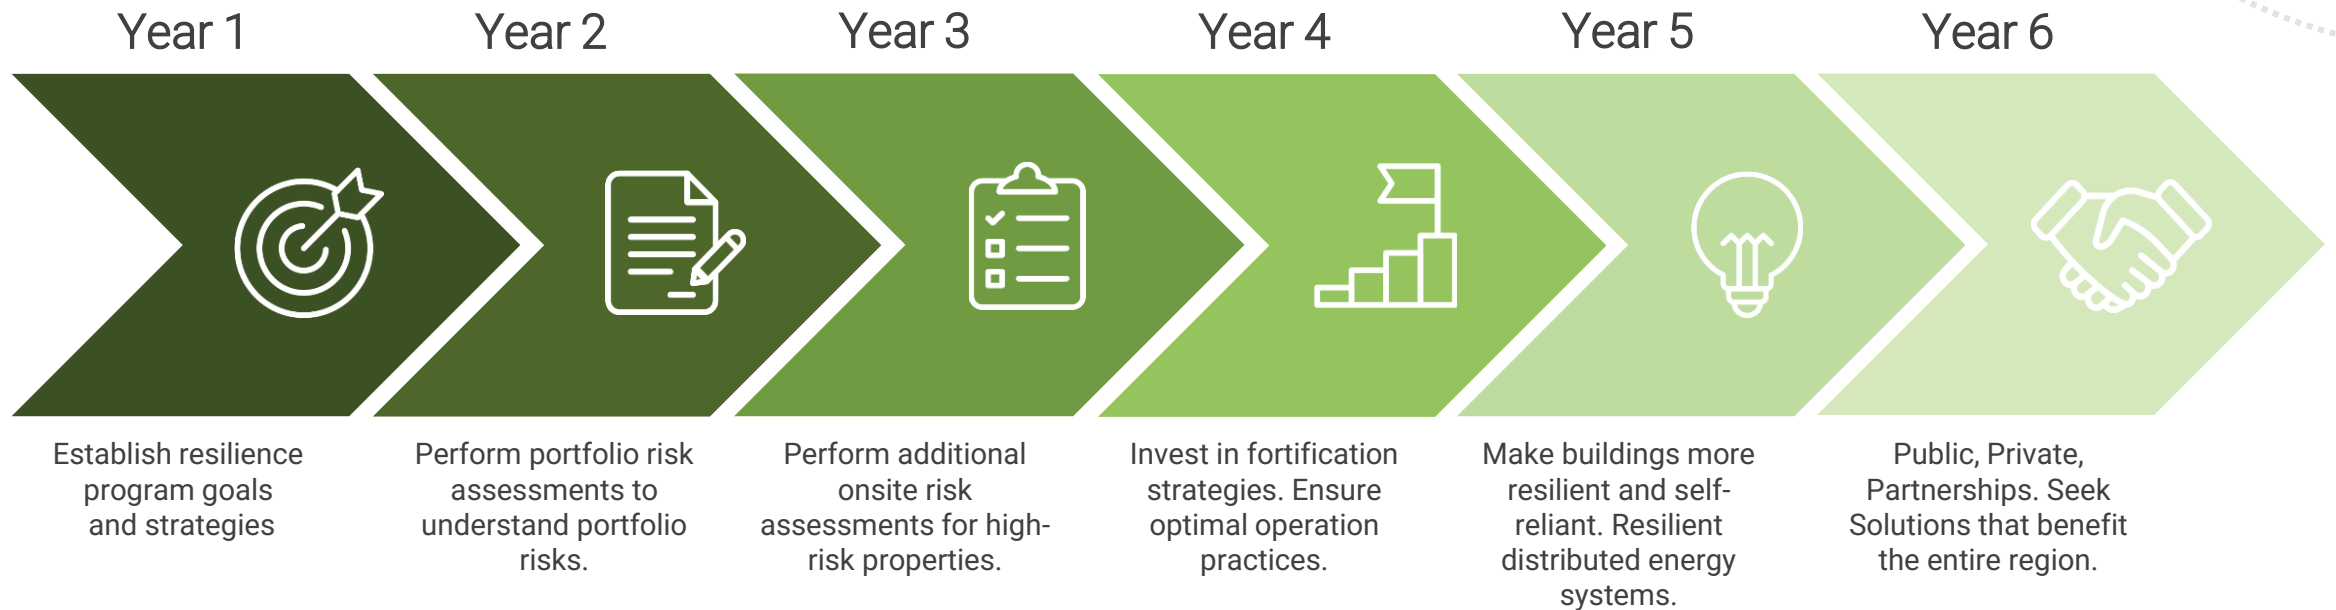 Year 1
Establish resilience
program goals
and strategies
Year 2
Perform portfolio risk
assessments to
understand portfolio
risks.
Year 3
Perform additional
onsite risk
assessments for high-
risk properties.
Year 4
Invest in fortification
strategies. Ensure
optimal operation
practices.
Year 5
Make buildings more
resilient and self-
reliant. Resilient
distributed energy
systems.
Year 6
Public, Private,
Partnerships. Seek
Solutions that benefit
the entire region.